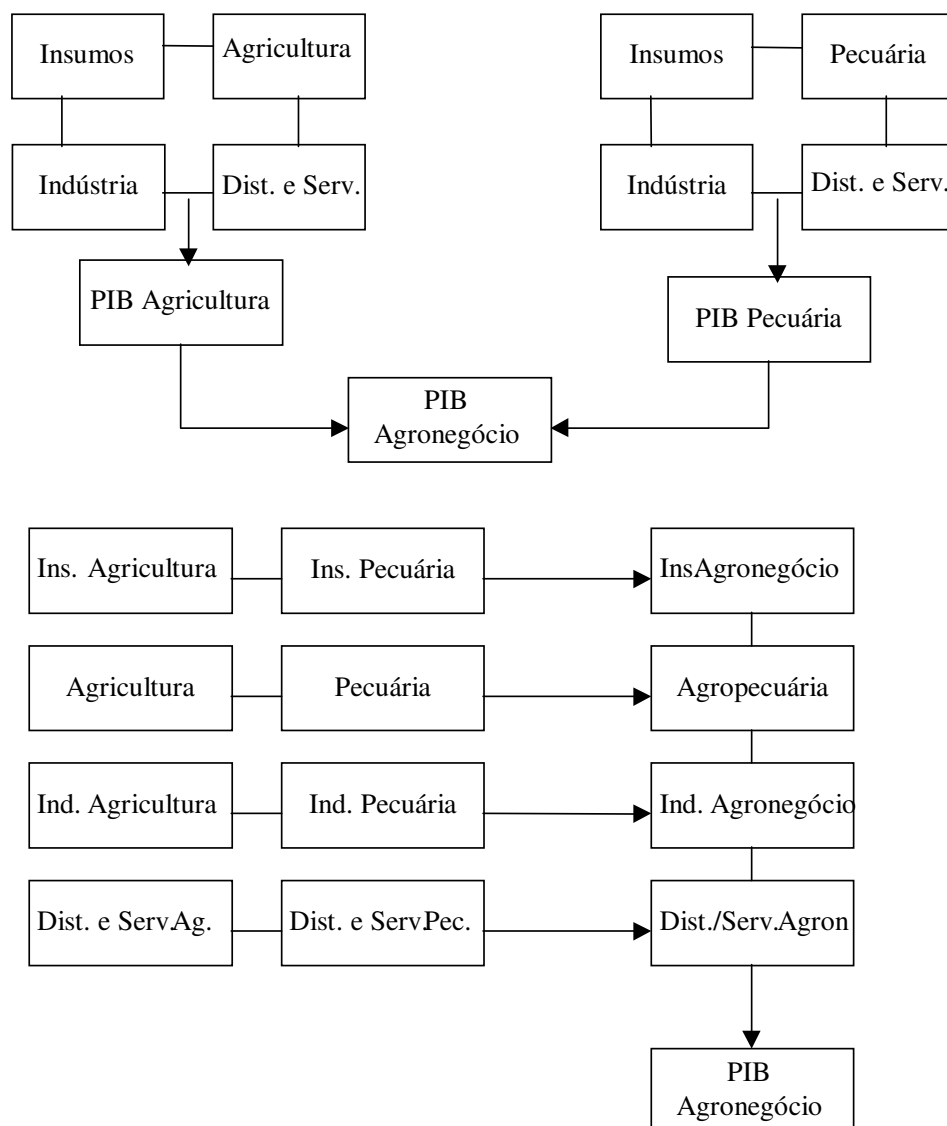 Insumos
Agricultura
Insumos
Pecuária
Indústria
Dist. e Serv.
Indústria
Dist. e Serv.
PIB Agricultura
PIB Pecuária
PIB
Agronegócio
Ins. Agricultura
Ins. Pecuária
InsAgronegócio
Agricultura
Pecuária
Agropecuária
Ind. Agricultura
Ind. Pecuária
Ind. Agronegócio
Dist. e Serv.Ag.
Dist. e Serv.Pec.
Dist./Serv.Agron
PIB
Agronegócio